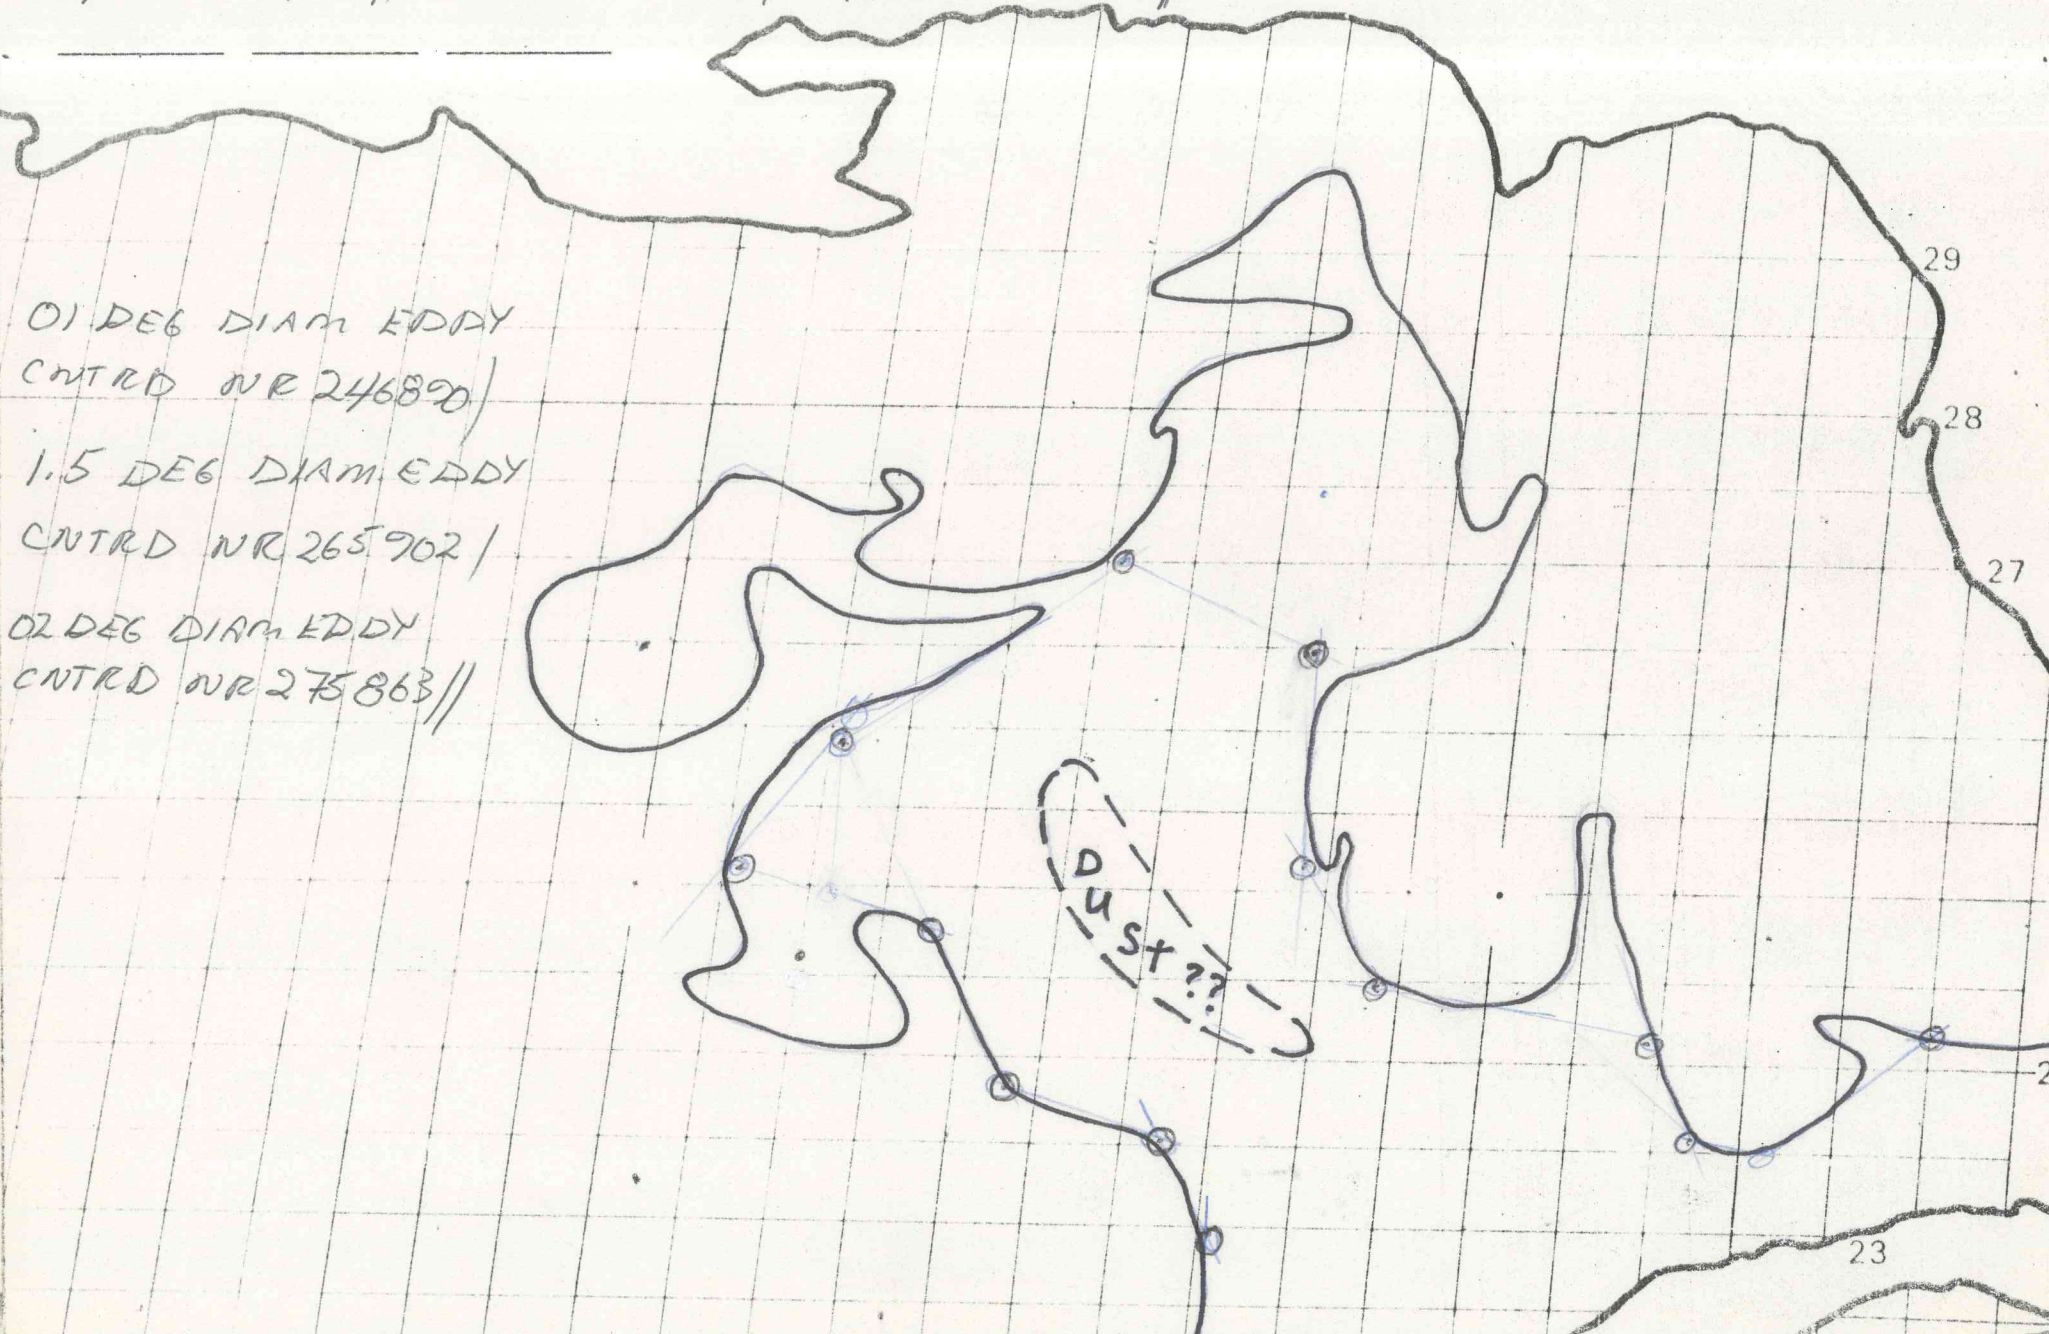 01 DEG DIAM EDDY
CNTRD NR 246890/
1.5 DEG DIAM EDDY
CNTRD NR 265902/
02 DEG DIAM EDDY
CNTRD NR 275863//
DUST??
29
28
27
23